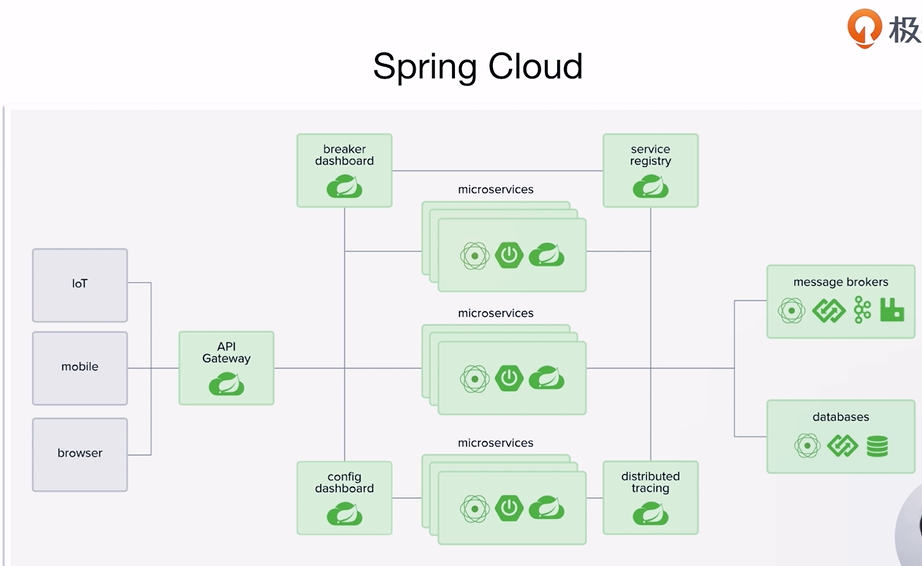 极
Spring Cloud
breaker
dashboard
service
registry
microservices
IoT
mobile
browser
API
Gateway
microservices
message brokers
databases
microservices
config
dashboard
distributed
tracing